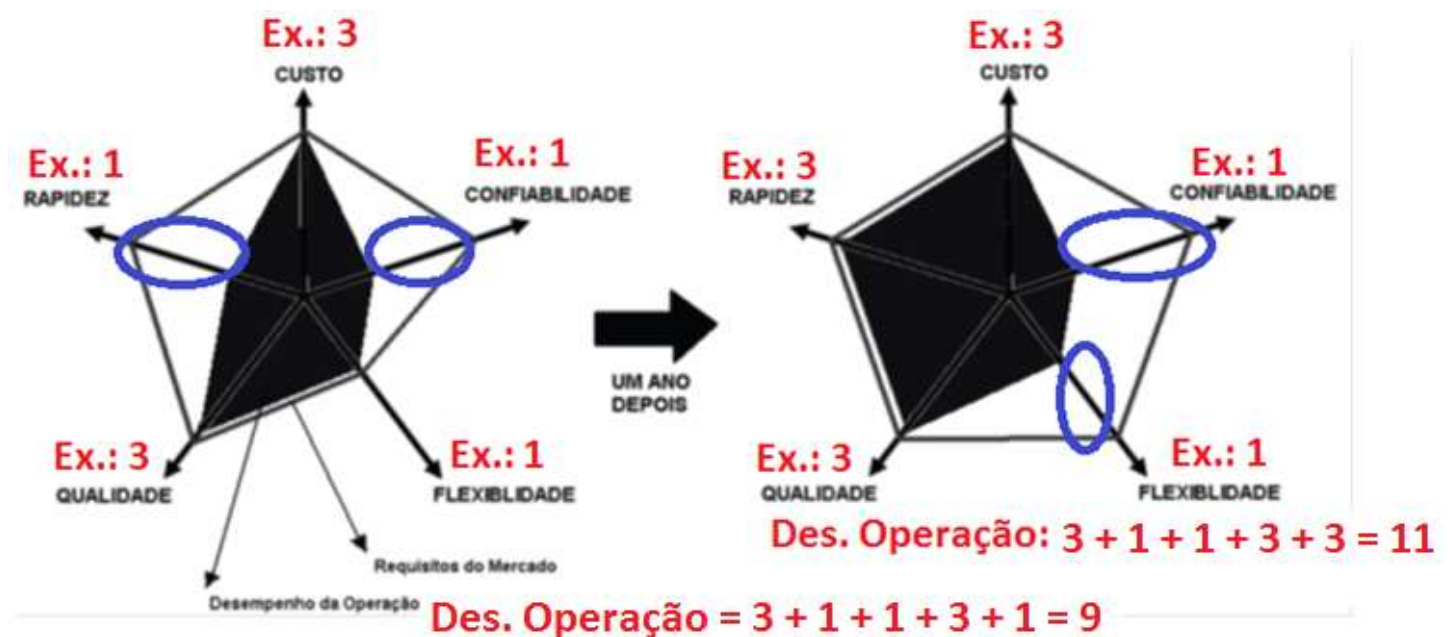 Ex.: 3
CUSTO
Ex.: 1
RAPIDEZ
Ex.: 1
CONFIABILIDADE
Ex.: 3
QUALIDADE
Ex.: 1
FLEXIBLIDADE
Requisitos do Mercado
Desempenho da Operação
Des. Operação = 3 + 1 + 1 + 3 + 1 = 9
UM ANO
DEPOIS
Ex.: 3
CUSTO
Ex.: 3
RAPIDEZ
Ex.: 1
CONFIABILIDADE
Ex.: 3
QUALIDADE
Ex.: 1
FLEXIBLIDADE
Des. Operação: 3 + 1 + 1 + 3 + 3 = 11